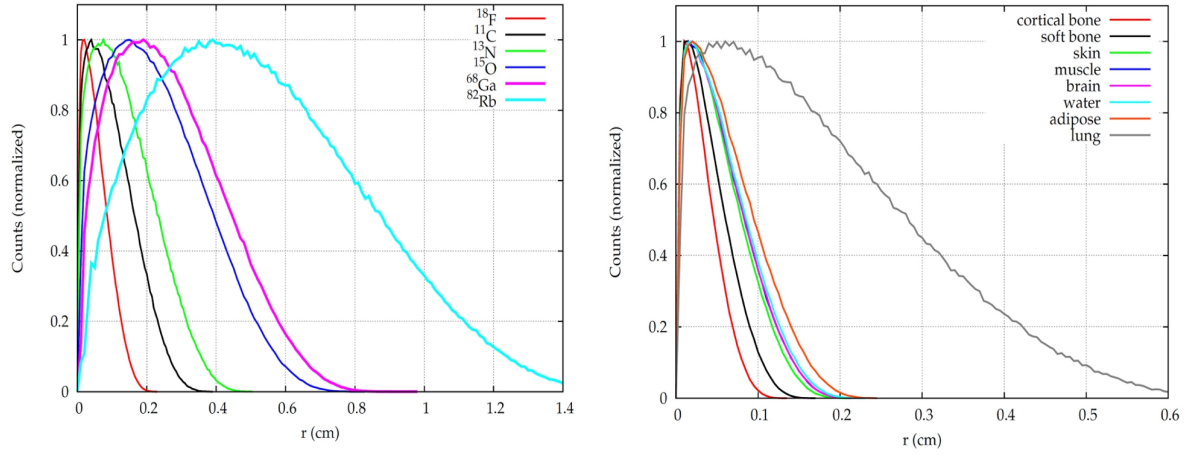 Counts (normalized)
1
0.8
0.6
0.4
0.2
0
0
0.2
0.4
0.6
0.8
1
1.2
1.4
r (cm)
18F
11C
13N
15O
68Ga
82Rb
Counts (normalized)
1
0.8
0.6
0.4
0.2
0
0
0.1
0.2
0.3
0.4
0.5
0.6
r (cm)
cortical bone
soft bone
skin
muscle
brain
water
adipose
lung